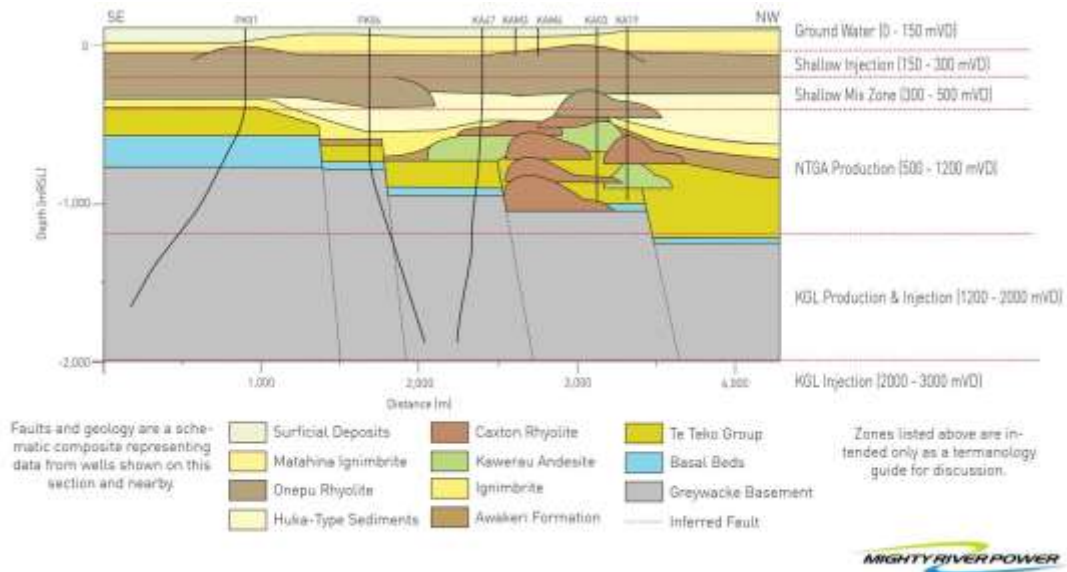 SE
NW
KA47
KA03
KA19
Ground Water (0 - 150 mVD)
Shallow Injection (150 - 300 mVD)
Shallow Mix Zone (300 - 500 mVD)
NTGA Production (500 - 1200 mVD)
KGL Production & Injection (1200 - 2000 mVD)
KGL Injection (2000 - 3000 mVD)
0
-1,000
-2,000
Depth (mRSL)
1,000
2,000
3,000
4,000
Distance (m)
Faults and geology are a sche-
matic composite representing
data from wells shown on this
section and nearby.
Surficial Deposits
Matahina Ignimbrite
Onepu Rhyolite
Huka-Type Sediments
Caxton Rhyolite
Kawerau Andesite
Ignimbrite
Awakeri Formation
Te Teko Group
Basal Beds
Greywacke Basement
Inferred Fault
Zones listed above are in-
tended only as a termanology
guide for discussion.
MIGHTY RIVER POWER